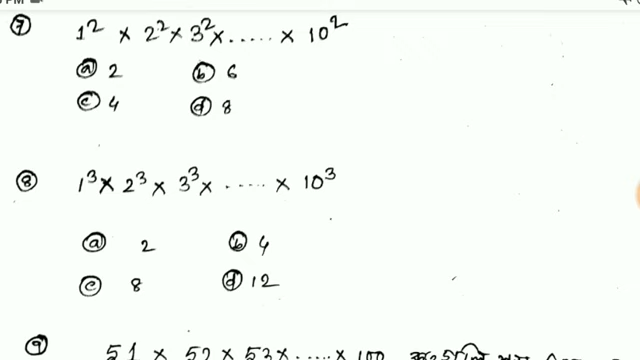 PM
⑦ 1² × 2² × 3² × ..... × 10²
ⓐ 2 ⓑ 6
ⓒ 4 ⓓ 8
⑧ 1³ × 2³ × 3³ × ..... × 10³
ⓐ 2 ⓑ 4
ⓒ 8 ⓓ 12
⑨ 51 × 52 × 53 × ..... × 100